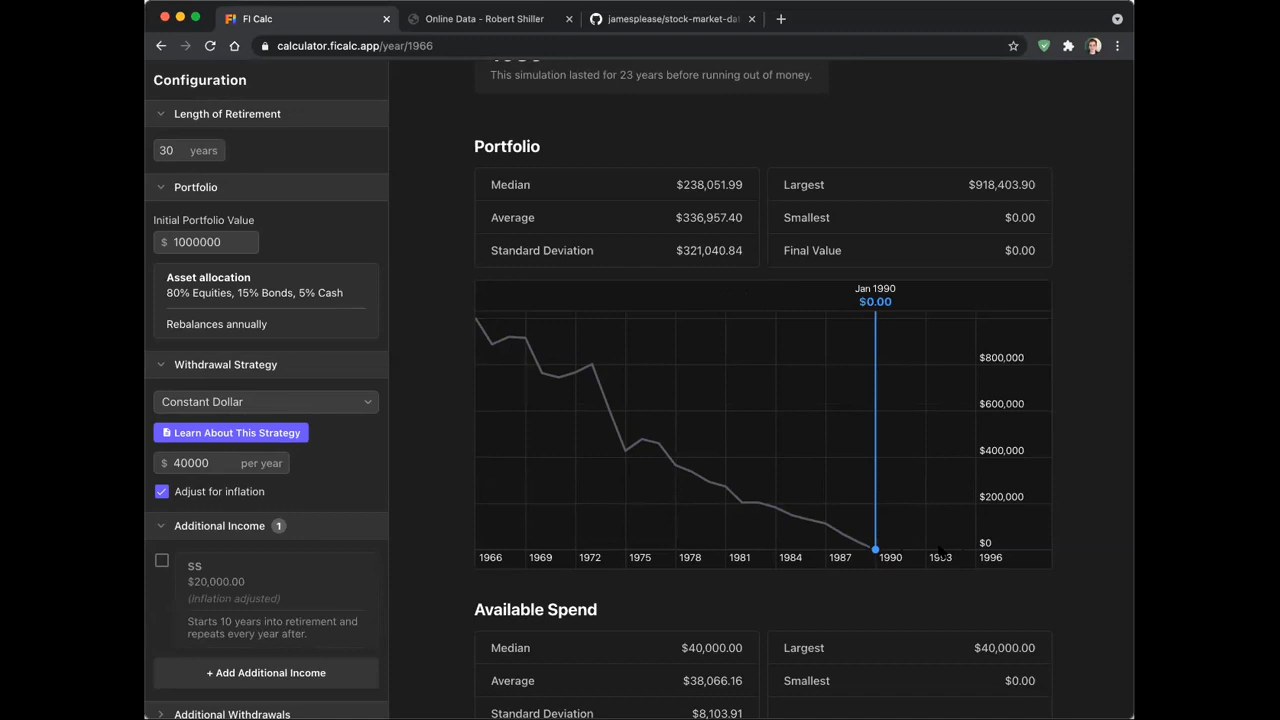 FI Calc
Online Data - Robert Shiller
jamesplease/stock-market-da
calculator.ficalc.app/year/1966
Configuration
Length of Retirement
30 years
Portfolio
Initial Portfolio Value
$ 1000000
Asset allocation
80% Equities, 15% Bonds, 5% Cash
Rebalances annually
Withdrawal Strategy
Constant Dollar
Learn About This Strategy
$ 40000 per year
Adjust for inflation
Additional Income 1
SS
$20,000.00
(Inflation adjusted)
Starts 10 years into retirement and
repeats every year after.
+ Add Additional Income
Additional Withdrawals
This simulation lasted for 23 years before running out of money.
Portfolio
Median $238,051.99
Average $336,957.40
Standard Deviation $321,040.84
Largest $918,403.90
Smallest $0.00
Final Value $0.00
Jan 1990
$0.00
$800,000
$600,000
$400,000
$200,000
$0
1966 1969 1972 1975 1978 1981 1984 1987 1990 1993 1996
Available Spend
Median $40,000.00
Average $38,066.16
Standard Deviation $8,103.91
Largest $40,000.00
Smallest $0.00